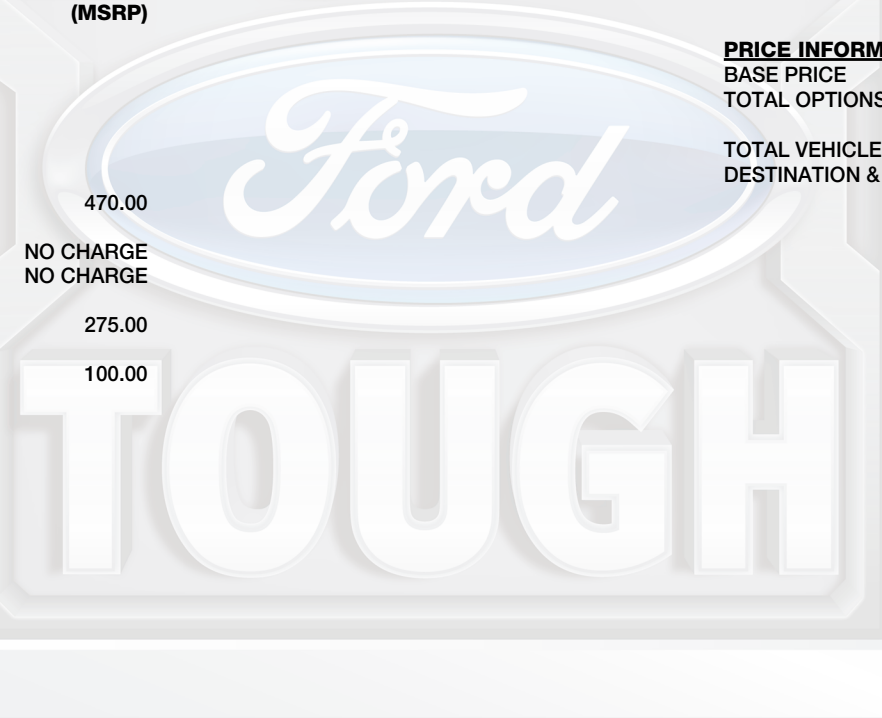 (MSRP)
470.00
NO CHARGE
NO CHARGE
275.00
100.00
PRICE INFORM
BASE PRICE
TOTAL OPTIONS
TOTAL VEHICLE
DESTINATION &
Ford
TOUGH